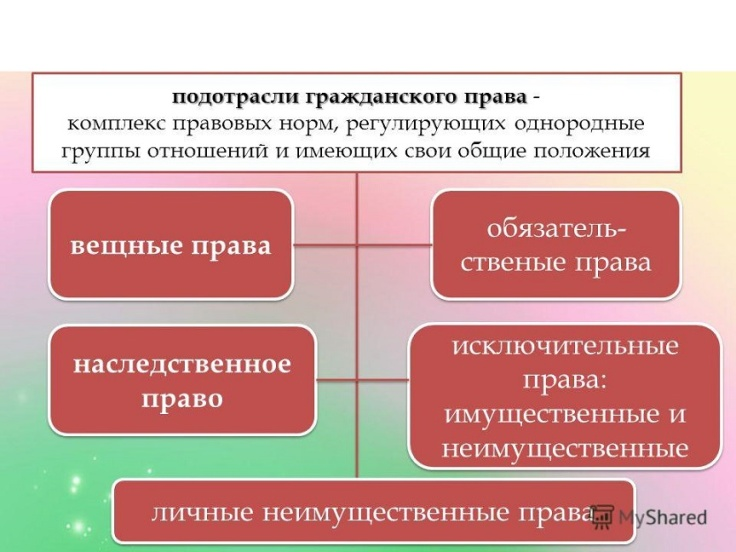 подотрасли гражданского права -
комплекс правовых норм, регулирующих однородные
группы отношений и имеющих свои общие положения
вещные права
обязатель-
ственые права
наследственное
право
исключительные
права:
имущественные и
неимущественные
личные неимущественные права
MyShared